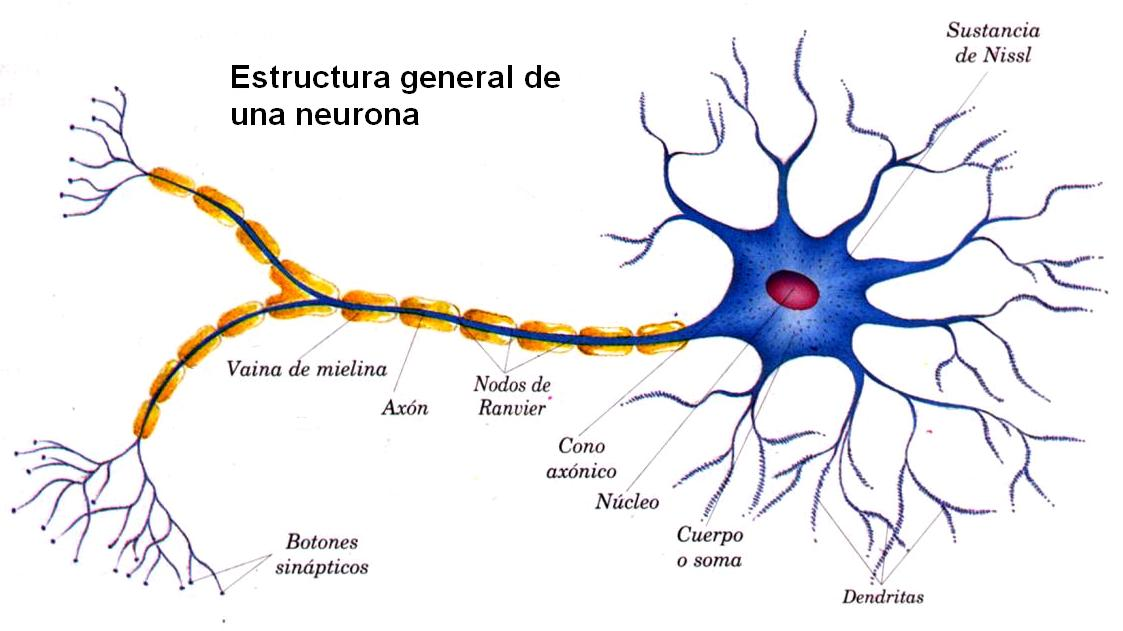 Estructura general de
una neurona
Sustancia
de Nissl
Vaina de mielina
Axón
Nodos de
Ranvier
Cono
axónico
Núcleo
Cuerpo
o soma
Botones
sinápticos
Dendritas